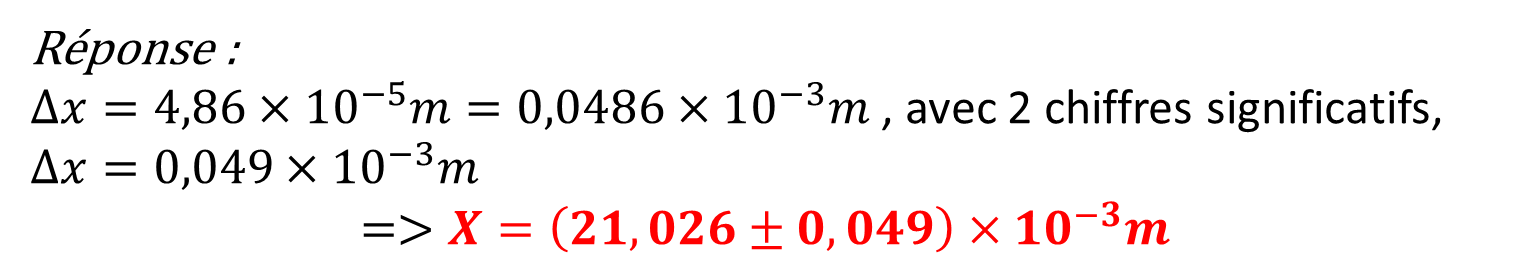 Réponse :
Δx = 4,86 × 10⁻⁵m = 0,0486 × 10⁻³m , avec 2 chiffres significatifs,
Δx = 0,049 × 10⁻³m
=> X = (21, 026 ± 0, 049) × 10⁻³m